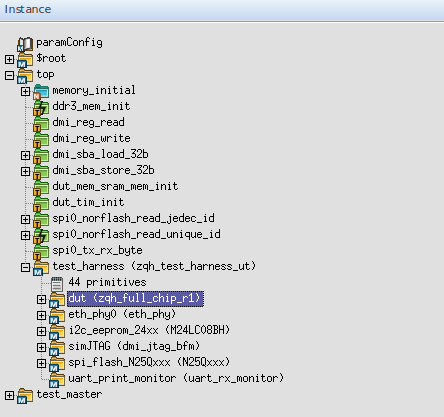 Instance
paramConfig
$root
top
memory_initial
ddr3_mem_init
dmi_reg_read
dmi_reg_write
dmi_sba_load_32b
dmi_sba_store_32b
dut_mem_sram_mem_init
dut_tim_init
spi0_norflash_read_jedec_id
spi0_norflash_read_unique_id
spi0_tx_rx_byte
test_harness (zqh_test_harness_ut)
44 primitives
dut (zqh_full_chip_r1)
eth_phy0 (eth_phy)
i2c_eeprom_24xx (M24LC08BH)
simJTAG (dmi_jtag_bfm)
spi_flash_N25Qxxx (N25Qxxx)
uart_print_monitor (uart_rx_monitor)
test_master